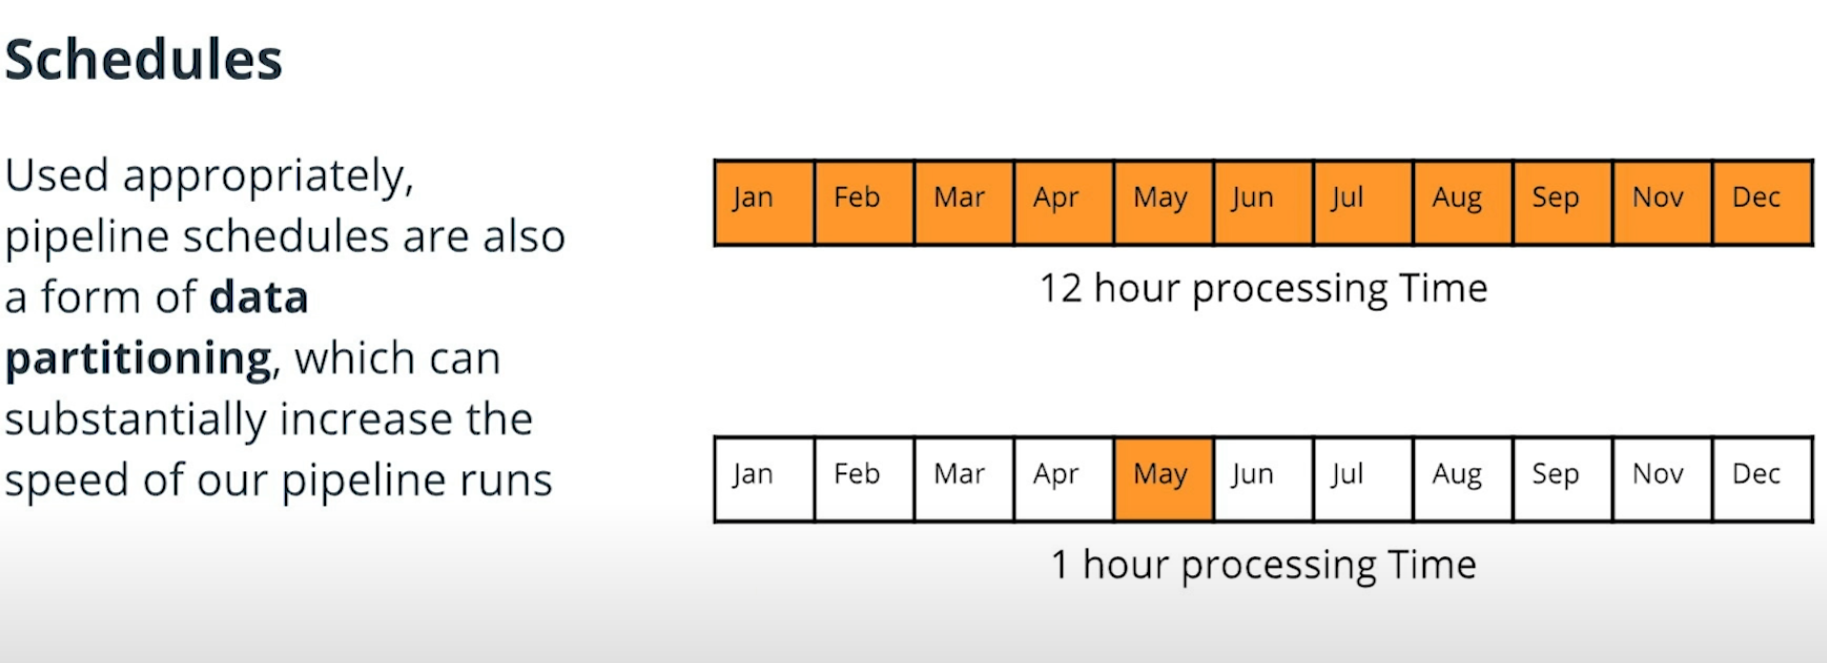 Schedules
Used appropriately,
pipeline schedules are also
a form of data
partitioning, which can
substantially increase the
speed of our pipeline runs
Jan Feb Mar Apr May Jun Jul Aug Sep Nov Dec
12 hour processing Time
Jan Feb Mar Apr May Jun Jul Aug Sep Nov Dec
1 hour processing Time